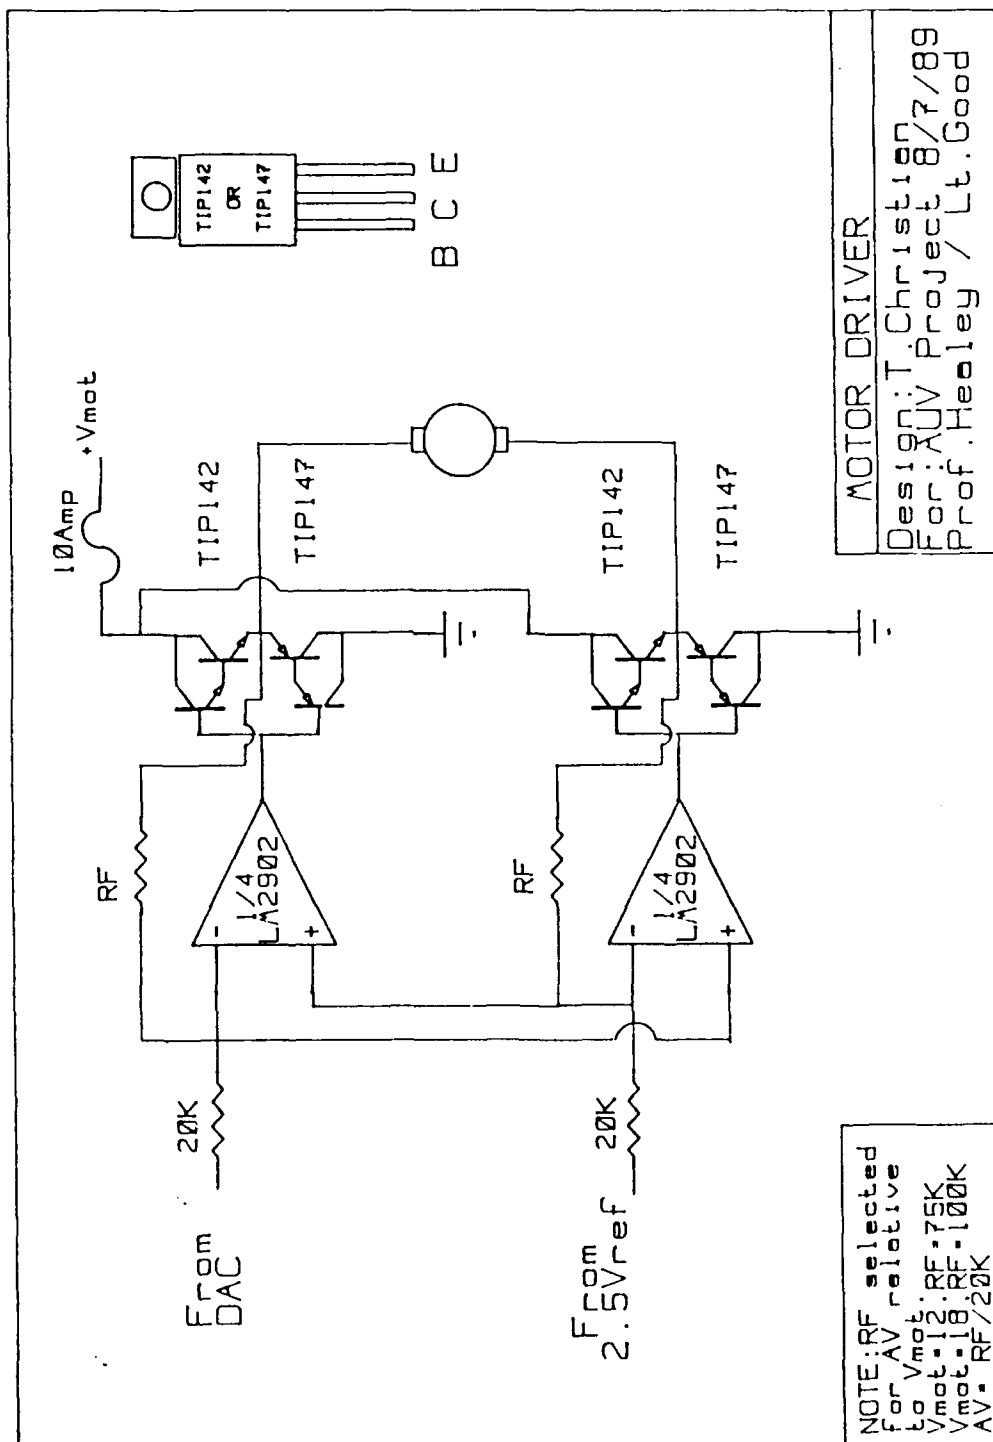 10Amp
+Vmot
TIP142
OR
TIP147
B C E
RF
TIP142
TIP147
From
DAC
20K
-
+
1/4
LM2902
RF
TIP142
TIP147
From
2.5Vref
20K
-
+
1/4
LM2902
NOTE:RF selected
For AV relative
to Vmot.
Vmot=12.RF=75K
Vmot=18.RF=100K
AV= RF/20K
MOTOR DRIVER
Design:T.Christian
For:AUV Project 8/7/89
Prof.Healey / Lt.Good